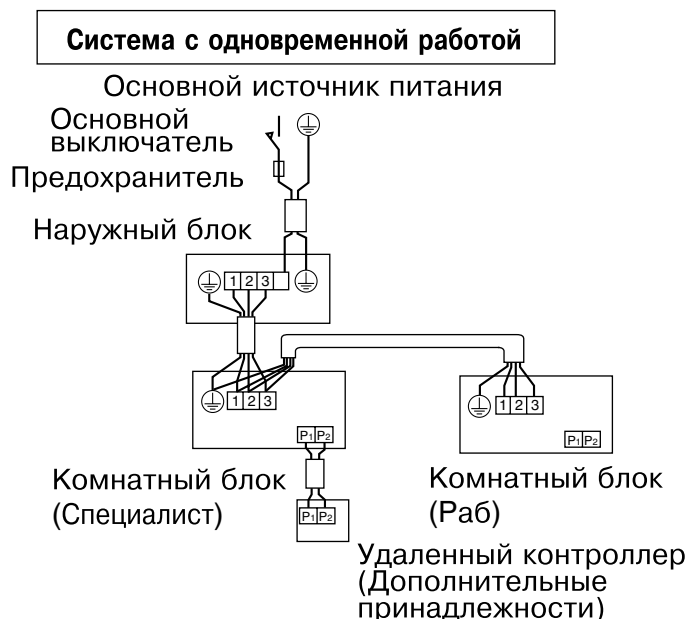 Система с одновременной работой
Основной источник питания
Основной
выключатель
Предохранитель
Наружный блок
1 2 3
1 2 3
1 2 3
P1 P2
P1 P2
Комнатный блок
(Специалист)
Комнатный блок
(Раб)
P1 P2
Удаленный контроллер
(Дополнительные
принадлежности)